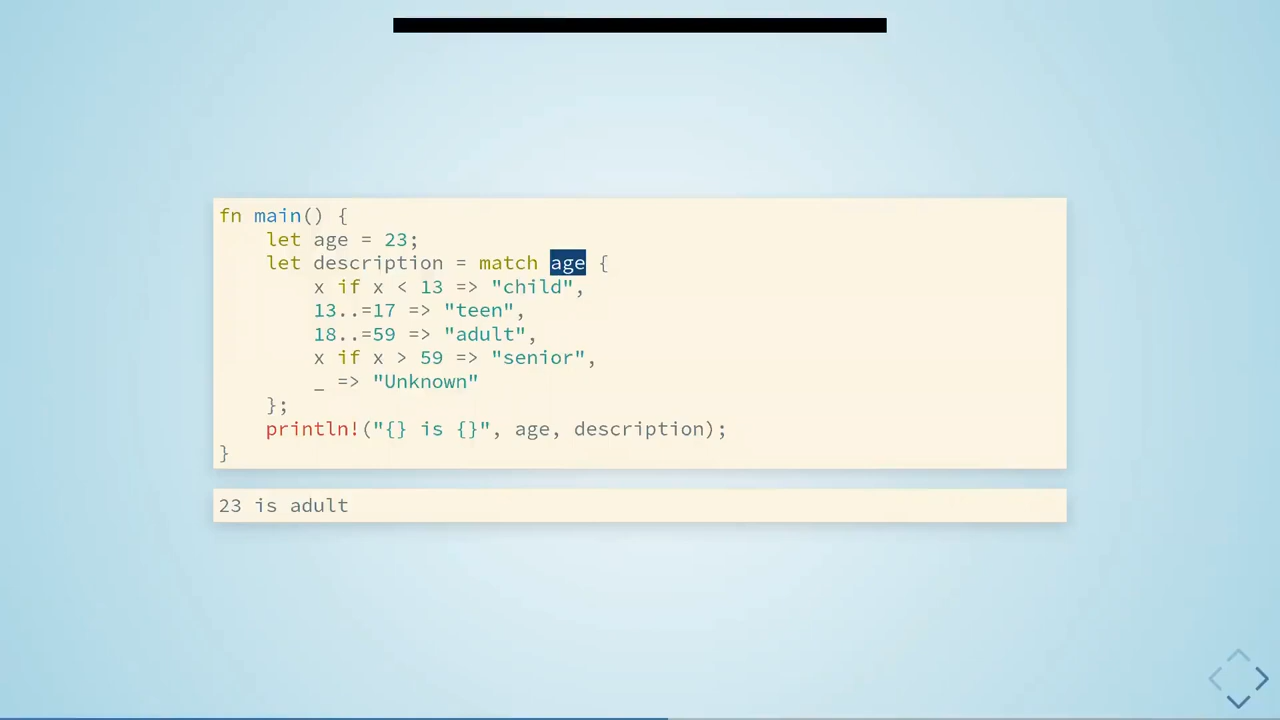 fn main() {
    let age = 23;
    let description = match age {
        x if x < 13 => "child",
        13..=17 => "teen",
        18..=59 => "adult",
        x if x > 59 => "senior",
        _ => "Unknown"
    };
    println!("{} is {}", age, description);
}
23 is adult